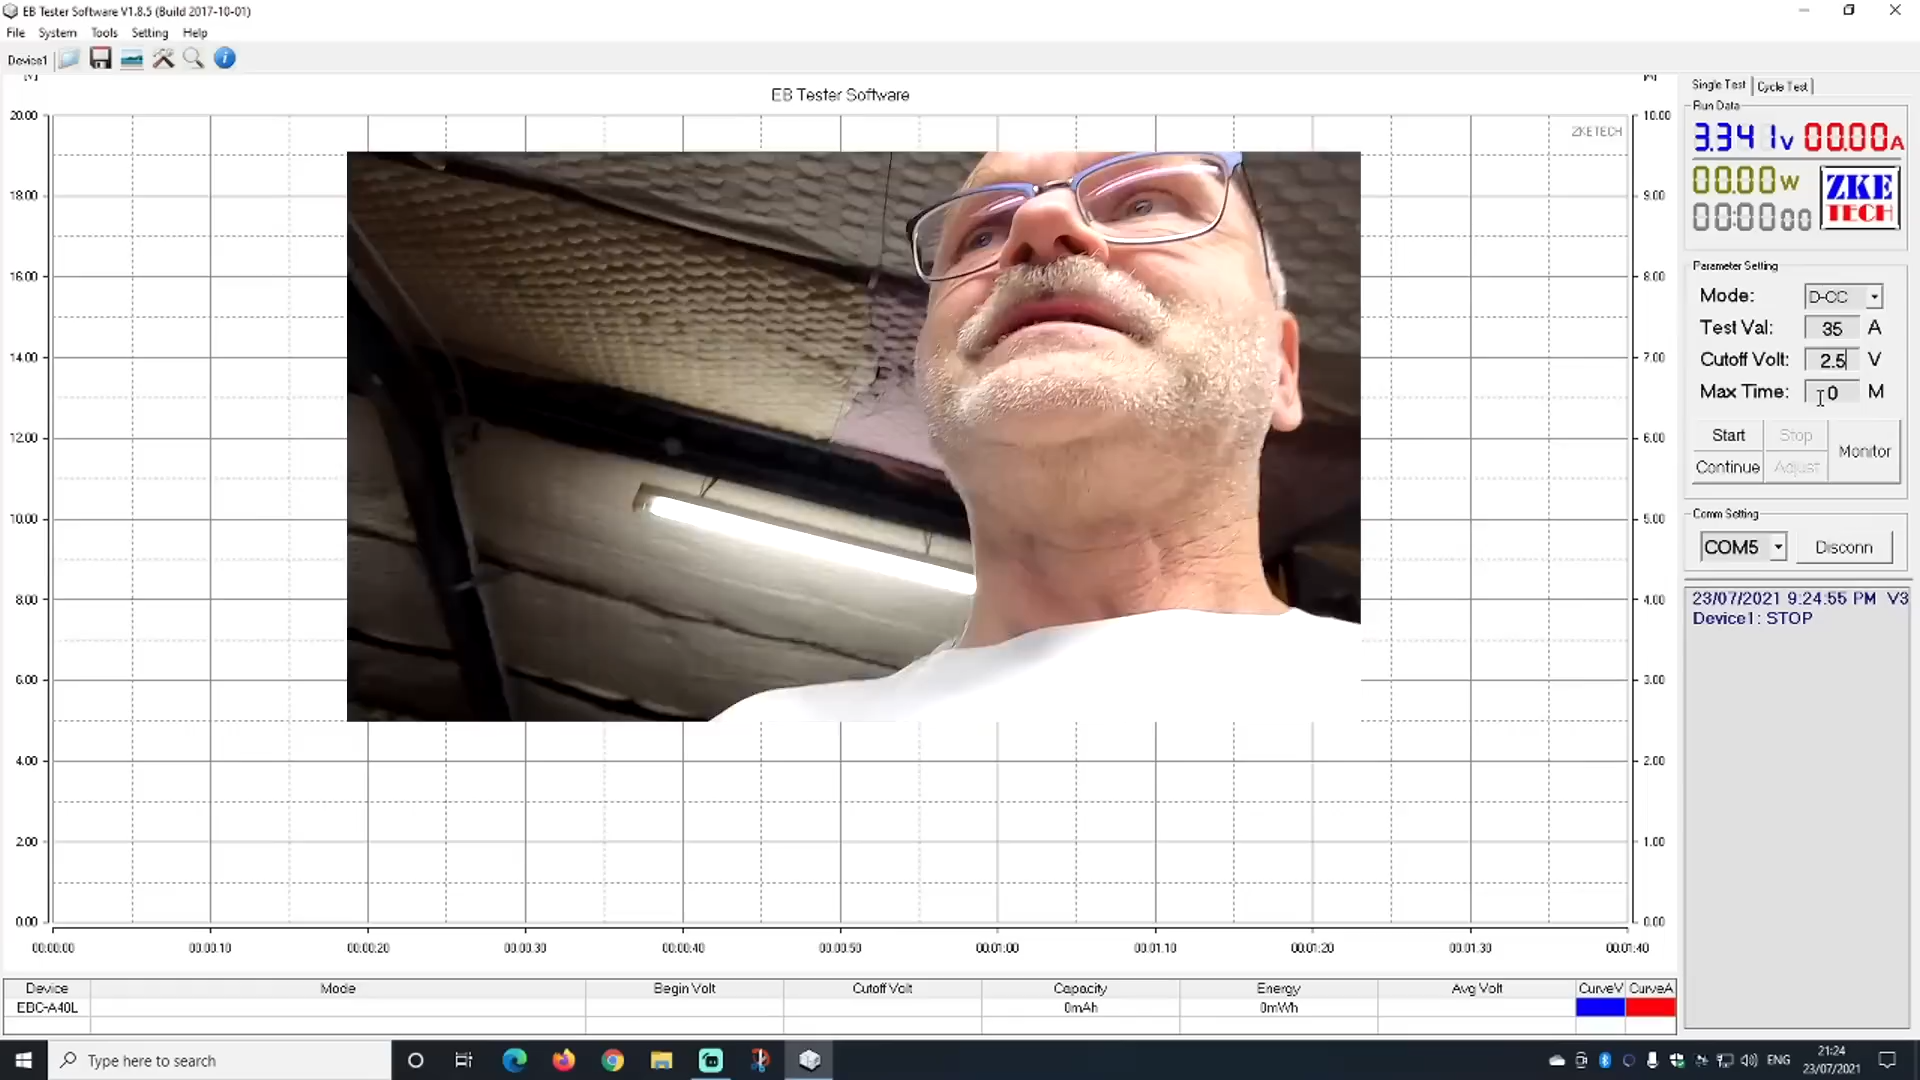 EB Tester Software V1.8.5 (Build 2017-10-01)
File System Tools Setting Help
Device1
EB Tester Software
ZKETECH
20.00
18.00
16.00
14.00
12.00
10.00
8.00
6.00
4.00
2.00
0.00
10.00
9.00
8.00
7.00
6.00
5.00
4.00
3.00
2.00
1.00
0.00
00:00:00 00:00:10 00:00:20 00:00:30 00:00:40 00:00:50 00:01:00 00:01:10 00:01:20 00:01:30 00:01:40
Single Test Cycle Test
Run Data
3.341V 00.00A
00.00W
00:00:00
ZKE
TECH
Parameter Setting
Mode: D-CC
Test Val: 35 A
Cutoff Volt: 2.5 V
Max Time: 0 M
Start Stop Monitor
Continue Adjust
Comm Setting
COM5 Disconn
23/07/2021 9:24:55 PM V3
Device1: STOP
Device Mode Begin Volt Cutoff Volt Capacity Energy Avg Volt CurveV CurveA
EBC-A40L 0mAh 0mWh
Type here to search
ENG
21:24
23/07/2021